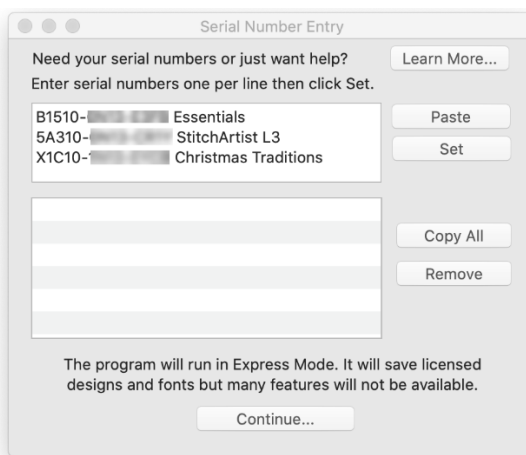 Serial Number Entry
Need your serial numbers or just want help?
Learn More...
Enter serial numbers one per line then click Set.
B1510- Essentials
5A310- StitchArtist L3
X1C10- Christmas Traditions
Paste
Set
Copy All
Remove
The program will run in Express Mode. It will save licensed
designs and fonts but many features will not be available.
Continue...